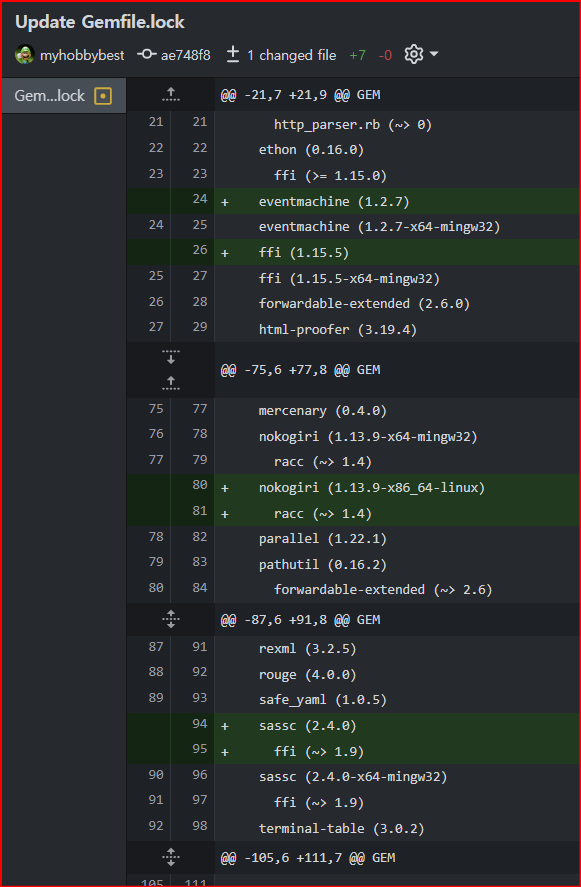 Update Gemfile.lock
myhobbybest ae748f8 1 changed file +7 -0
Gem...lock
@@ -21,7 +21,9 @@ GEM
21 21 http_parser.rb (~> 0)
22 22 ethon (0.16.0)
23 23 ffi (>= 1.15.0)
24 + eventmachine (1.2.7)
24 25 eventmachine (1.2.7-x64-mingw32)
26 + ffi (1.15.5)
25 27 ffi (1.15.5-x64-mingw32)
26 28 forwardable-extended (2.6.0)
27 29 html-proofer (3.19.4)
@@ -75,6 +77,8 @@ GEM
75 77 mercenary (0.4.0)
76 78 nokogiri (1.13.9-x64-mingw32)
77 79 racc (~> 1.4)
80 + nokogiri (1.13.9-x86_64-linux)
81 + racc (~> 1.4)
78 82 parallel (1.22.1)
79 83 pathutil (0.16.2)
80 84 forwardable-extended (~> 2.6)
@@ -87,6 +91,8 @@ GEM
87 91 rexml (3.2.5)
88 92 rouge (4.0.0)
89 93 safe_yaml (1.0.5)
94 + sassc (2.4.0)
95 + ffi (~> 1.9)
90 96 sassc (2.4.0-x64-mingw32)
91 97 ffi (~> 1.9)
92 98 terminal-table (3.0.2)
@@ -105,6 +111,7 @@ GEM
105 111